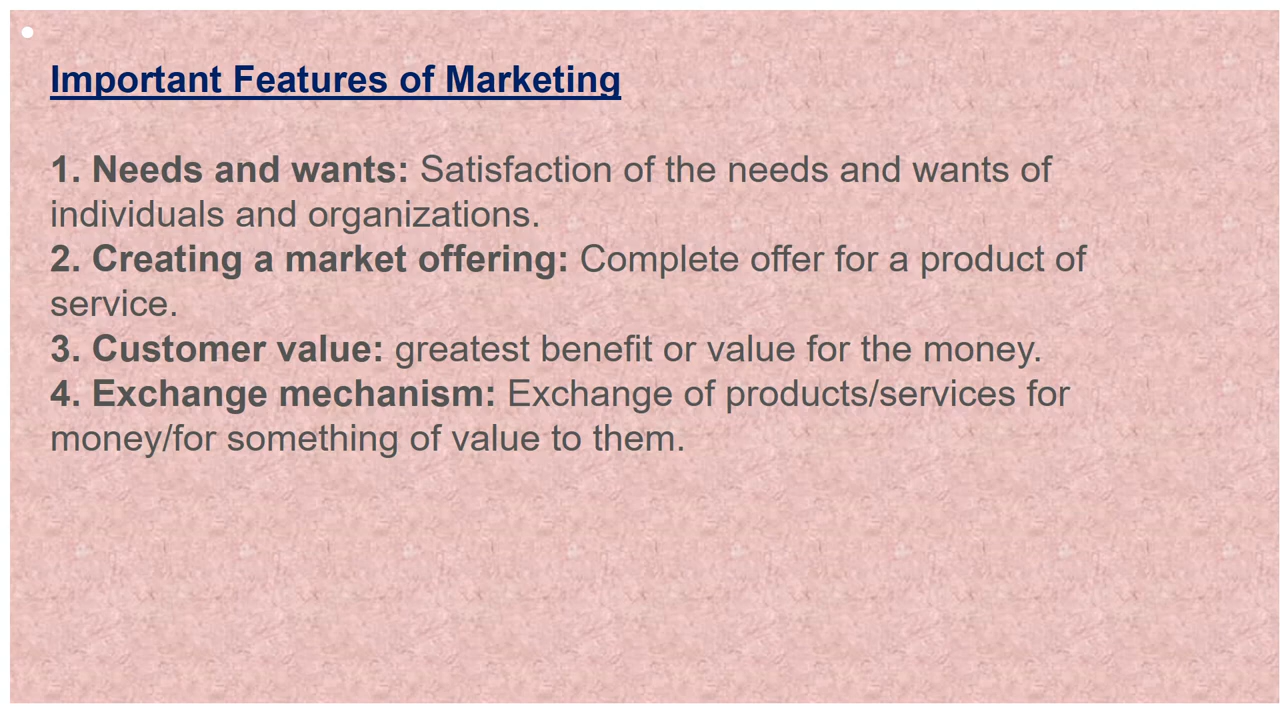 Important Features of Marketing
1. Needs and wants: Satisfaction of the needs and wants of
individuals and organizations.
2. Creating a market offering: Complete offer for a product of
service.
3. Customer value: greatest benefit or value for the money.
4. Exchange mechanism: Exchange of products/services for
money/for something of value to them.